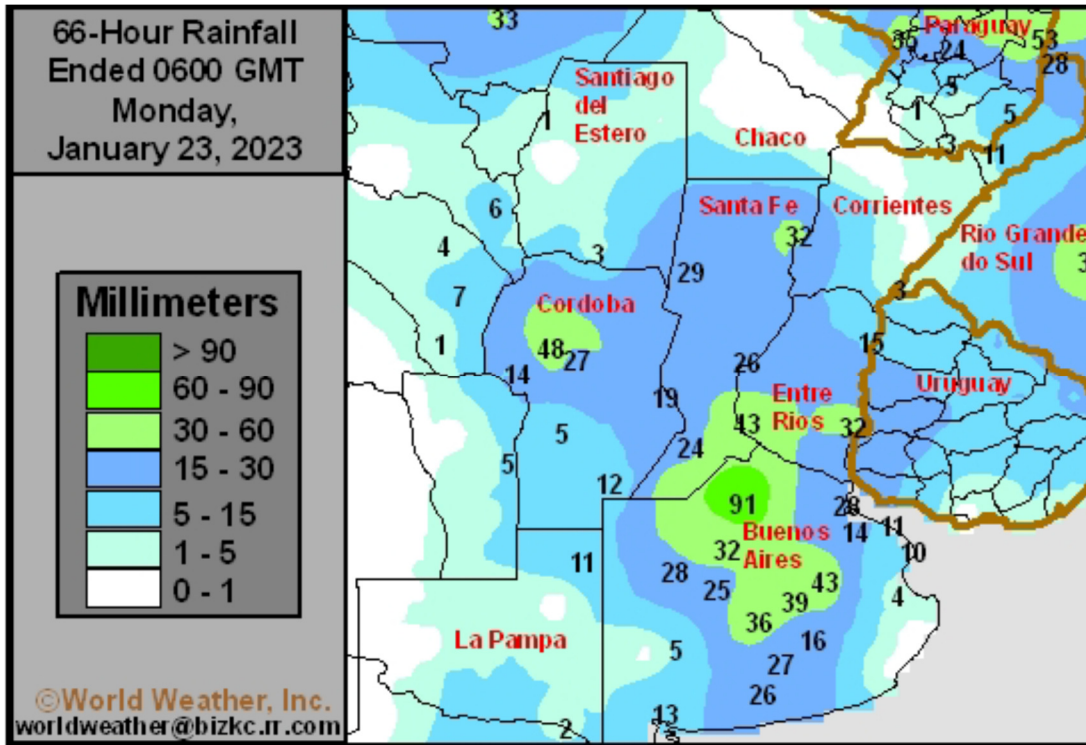 66-Hour Rainfall
Ended 0600 GMT
Monday,
January 23, 2023
Millimeters
> 90
60 - 90
30 - 60
15 - 30
5 - 15
1 - 5
0 - 1
©World Weather, Inc.
worldweather@bizkc.rr.com
33
Paraguay
53
24
28
Santiago
del
Estero
5
1
1
5
Chaco
3
11
6
Santa Fe
Corrientes
4
3
32
Rio Grande
do Sul
29
7
Cordoba
3
1
48
27
14
26
15
19
Entre
Rios
Uruguay
5
43
32
24
5
12
91
28
Buenos
Aires
14
11
32
10
11
28
25
43
39
4
36
La Pampa
5
16
27
26
13
2